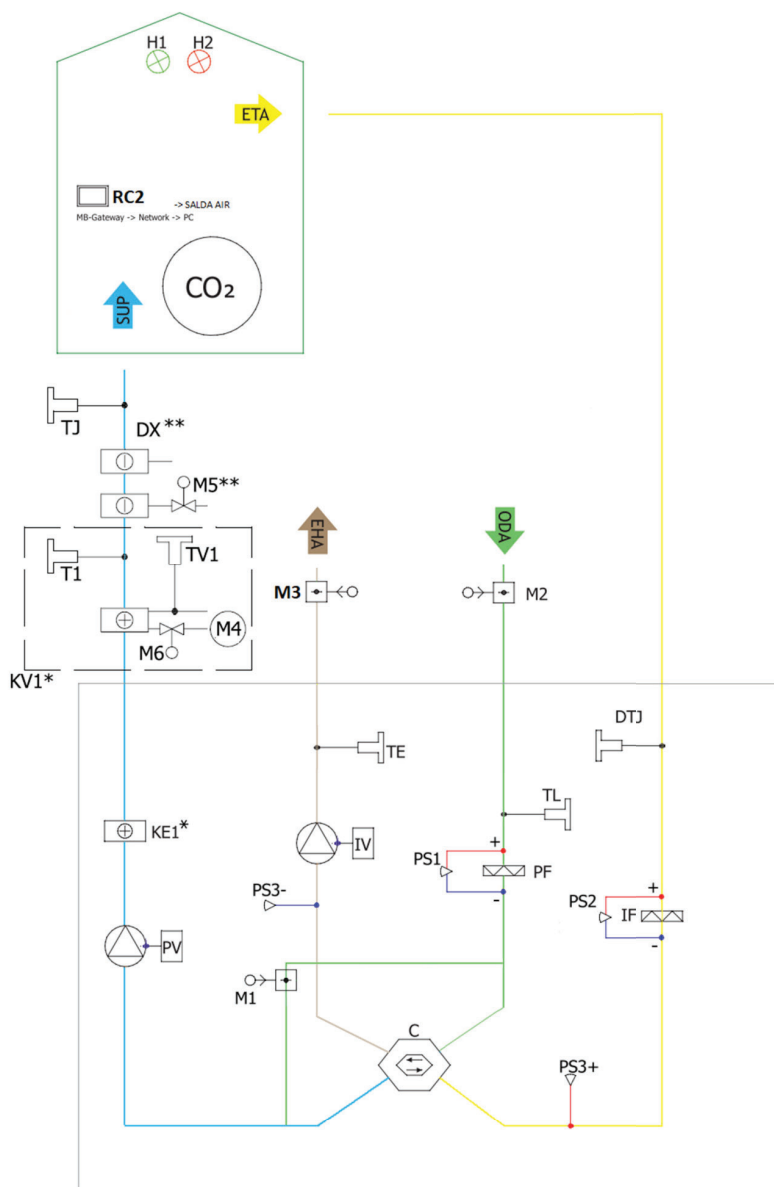 H1 H2
ETA
RC2 -> SALDA AIR
MB-Gateway -> Network -> PC
CO₂
SUP
TJ
DX**
M5**
EHA
ODA
T1
TV1
M3
M2
M4
M6
KV1*
DTJ
TE
TL
KE1*
IV
+
PS1
PF
-
PS3-
+
PS2
IF
-
PV
M1
C
PS3+